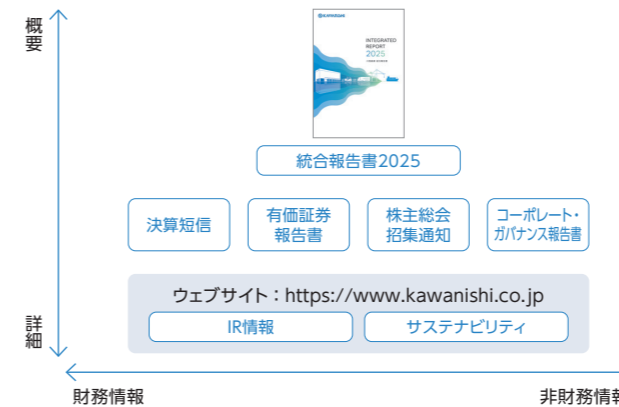 概要
KAWANISHI
INTEGRATED
REPORT
2025
統合報告書2025
決算短信
有価証券
報告書
株主総会
招集通知
コーポレート・
ガバナンス報告書
ウェブサイト：https://www.kawanishi.co.jp
IR情報
サステナビリティ
詳細
財務情報
非財務情報